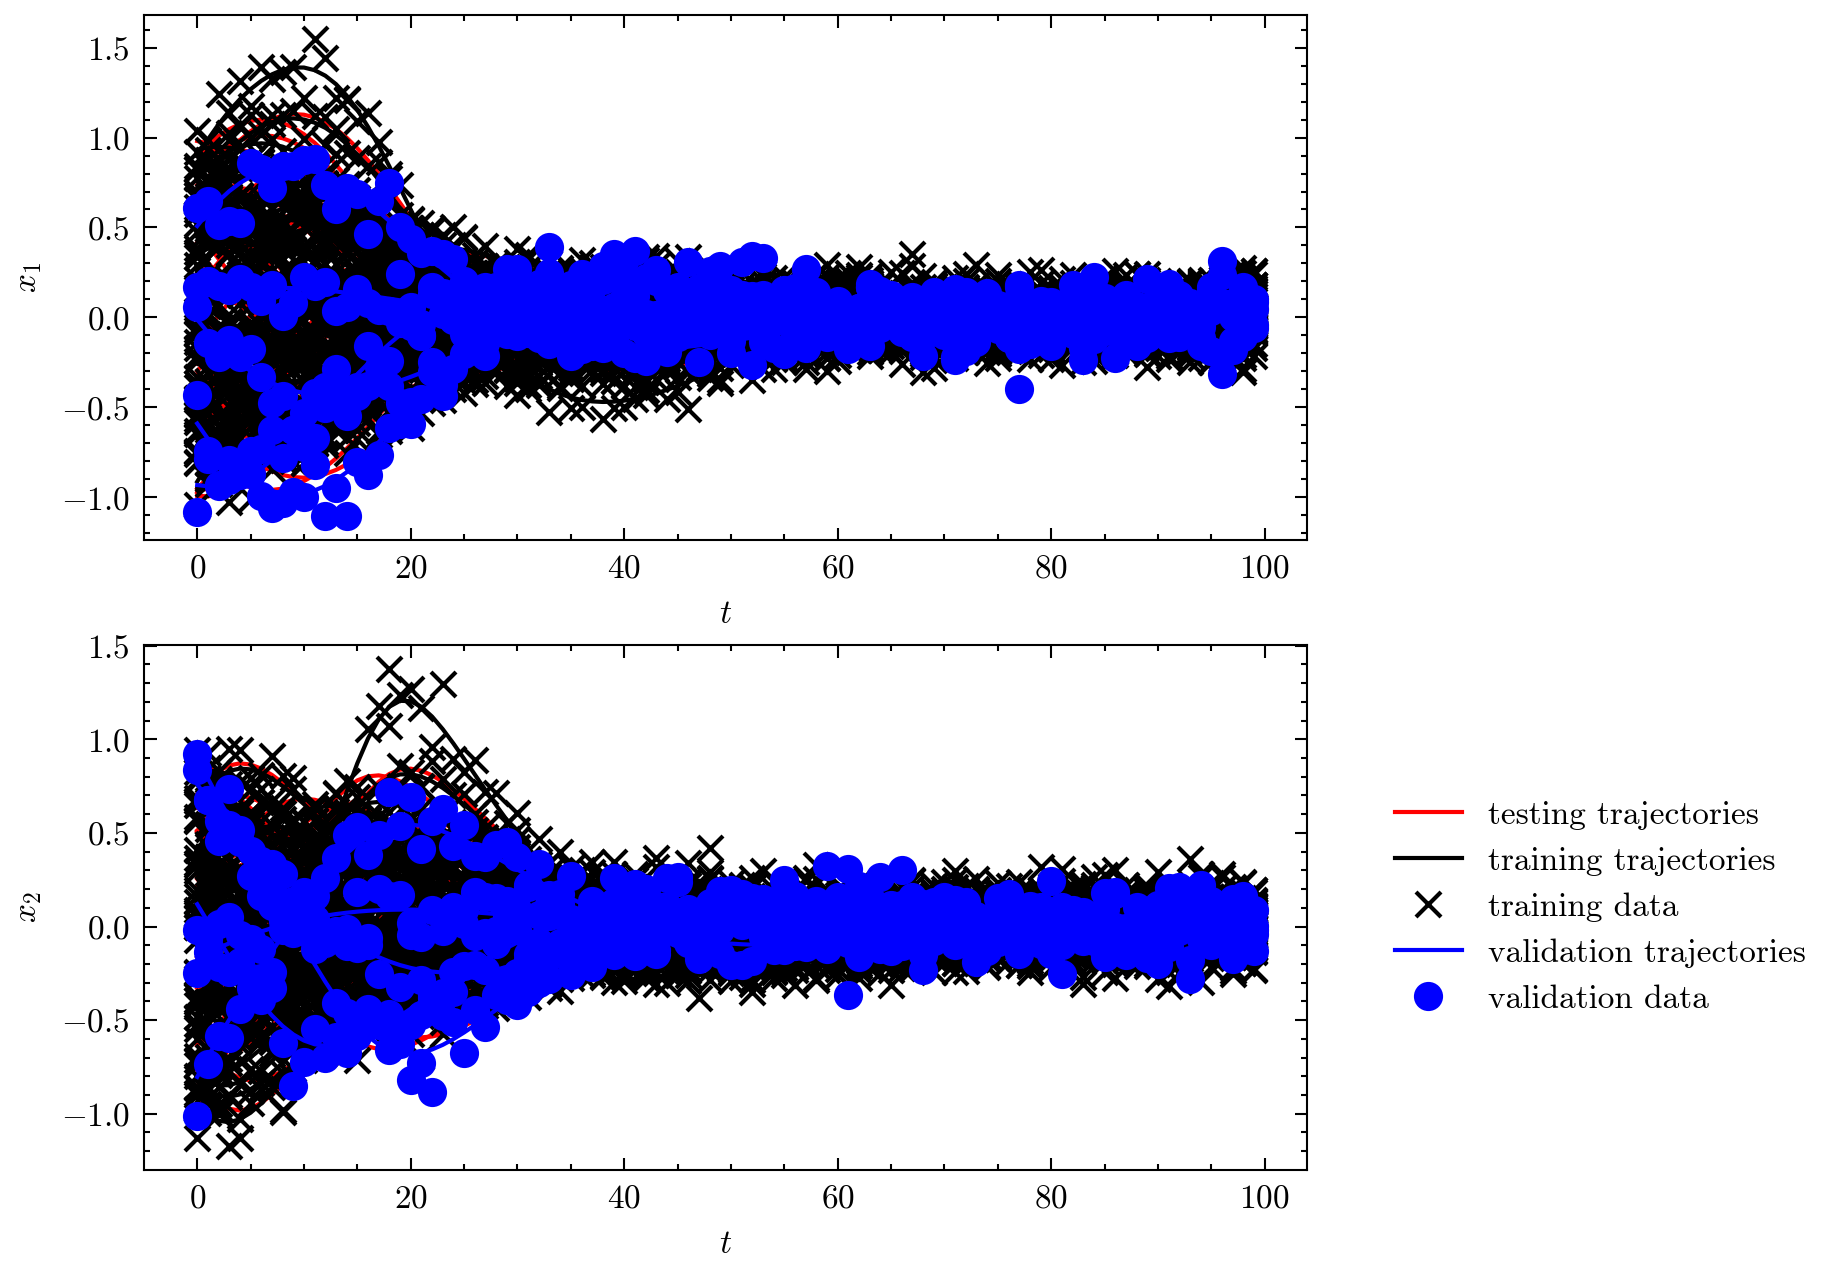 1.5
1.0
0.5
0.0
−0.5
−1.0
x1
0 20 40 60 80 100
t
1.5
1.0
0.5
0.0
−0.5
−1.0
x2
0 20 40 60 80 100
t
testing trajectories
training trajectories
training data
validation trajectories
validation data